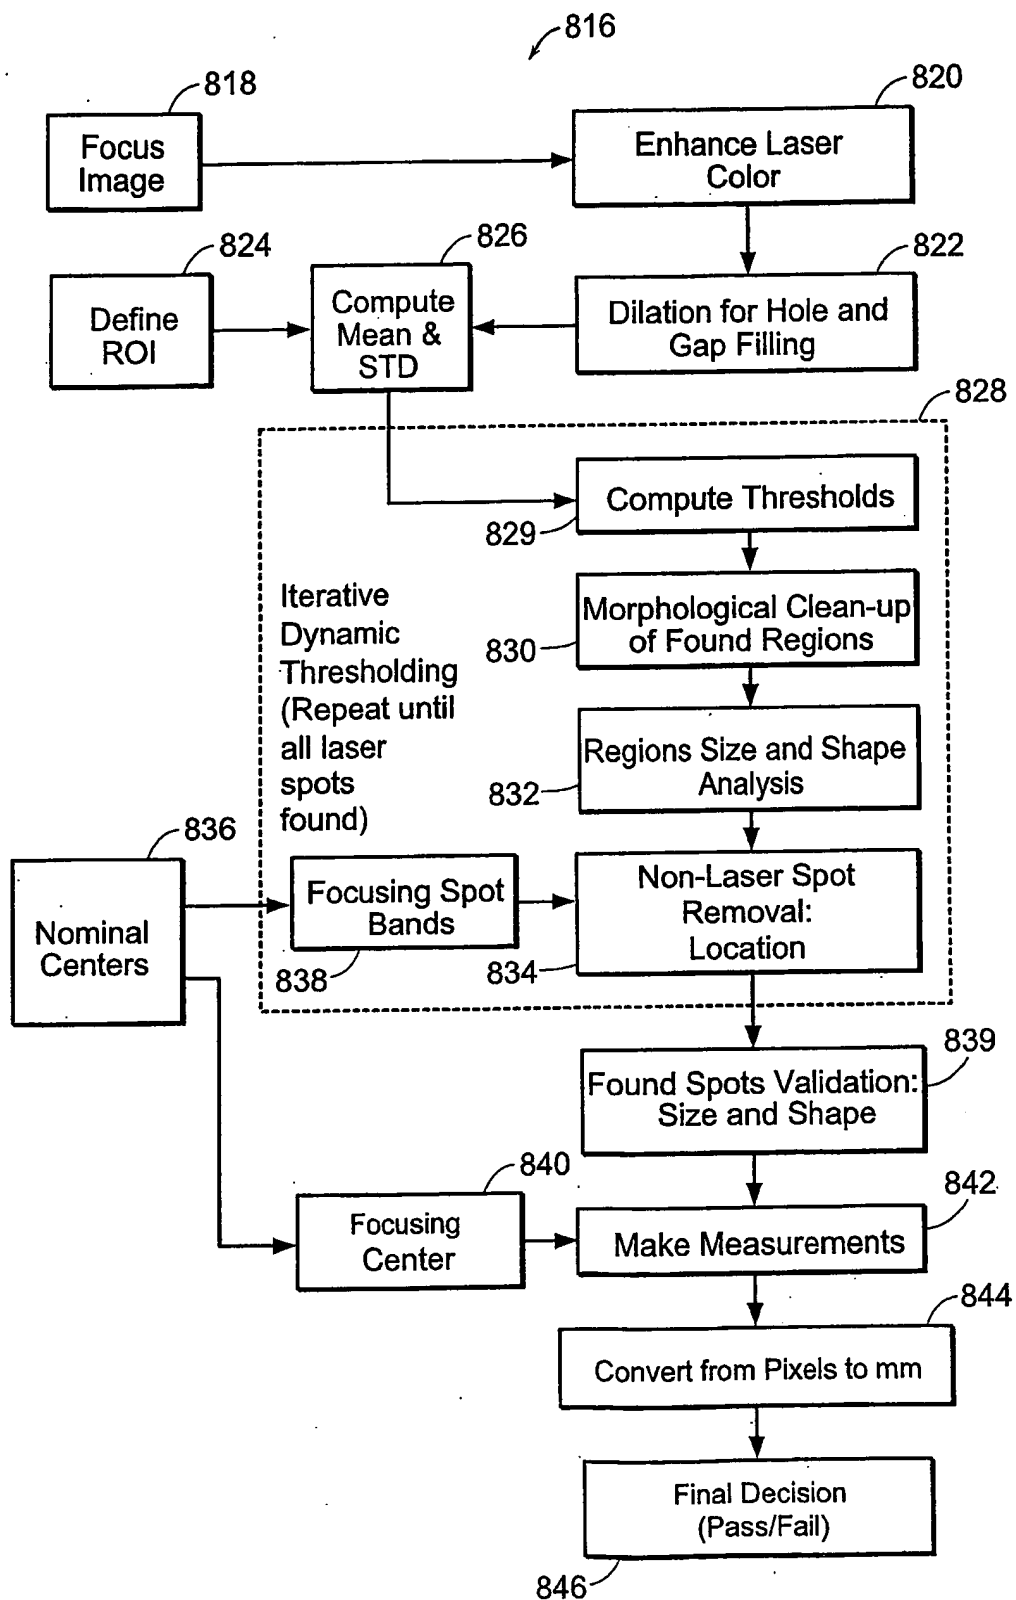 816
818
820
Focus
Image
Enhance Laser
Color
824
826
822
Define
ROI
Compute
Mean &
STD
Dilation for Hole and
Gap Filling
828
Compute Thresholds
829
Iterative
Dynamic
Thresholding
(Repeat until
all laser
spots
found)
Morphological Clean-up
of Found Regions
830
Regions Size and Shape
Analysis
832
836
Nominal
Centers
Focusing Spot
Bands
838
Non-Laser Spot
Removal:
Location
834
839
Found Spots Validation:
Size and Shape
840
842
Focusing
Center
Make Measurements
844
Convert from Pixels to mm
Final Decision
(Pass/Fail)
846